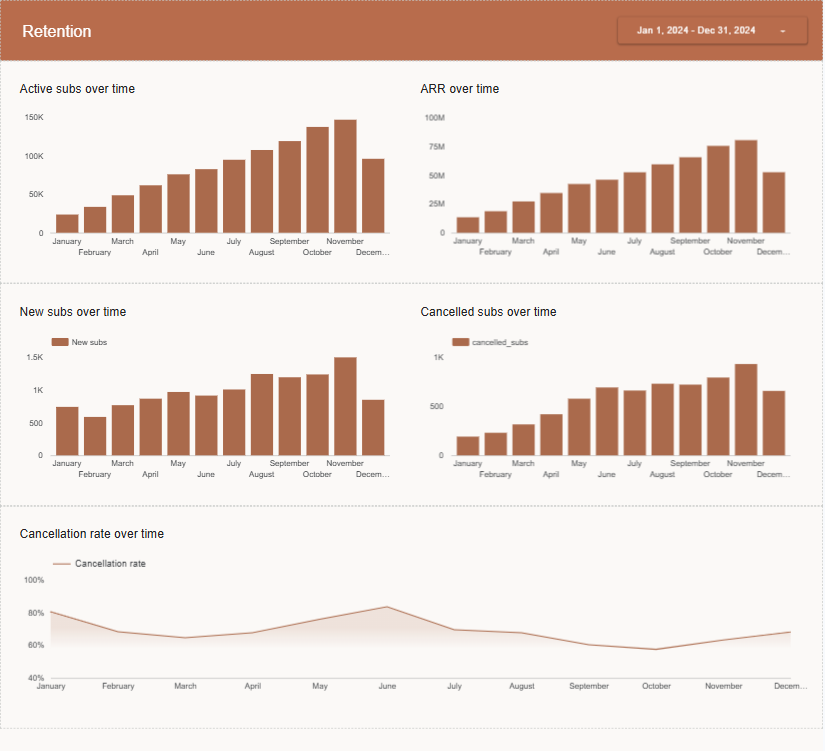 Retention
Jan 1, 2024 - Dec 31, 2024
Active subs over time
150K
100K
50K
0
January
March
May
July
September
November
February
April
June
August
October
Decem...
ARR over time
100M
75M
50M
25M
0
January
March
May
July
September
November
February
April
June
August
October
Decem...
New subs over time
New subs
1.5K
1K
500
0
January
March
May
July
September
November
February
April
June
August
October
Decem...
Cancelled subs over time
cancelled_subs
1K
500
0
January
March
May
July
September
November
February
April
June
August
October
Decem...
Cancellation rate over time
Cancellation rate
100%
80%
60%
40%
January February March April May June July August September October November Decem...